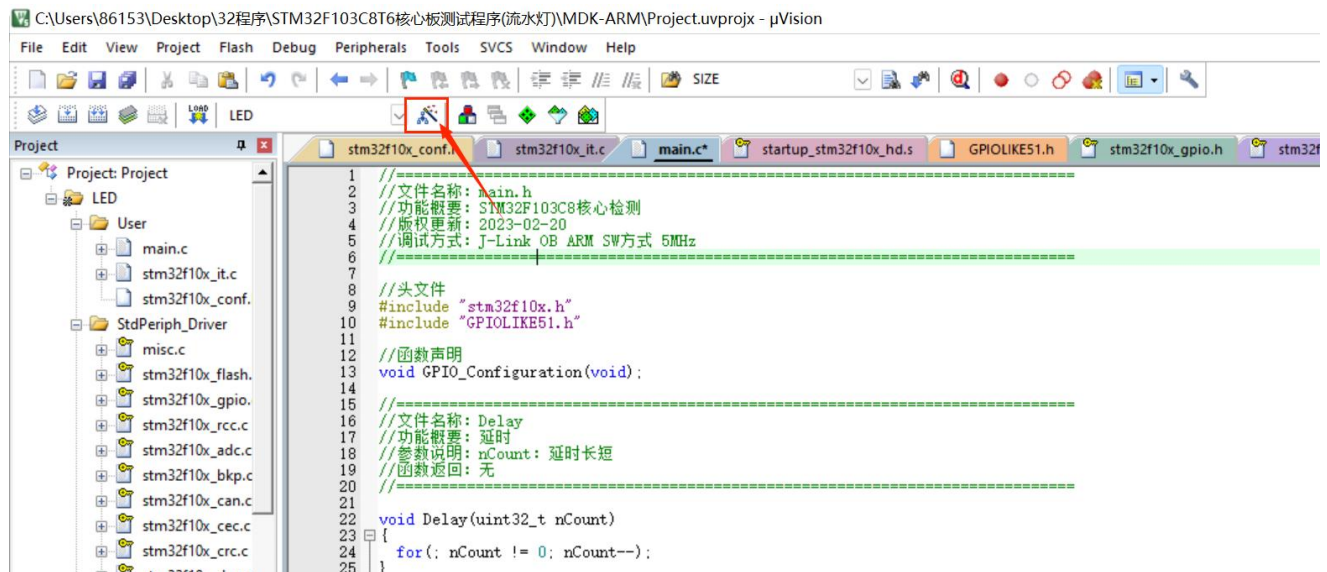 C:\Users\86153\Desktop\32程序\STM32F103C8T6核心板测试程序(流水灯)\MDK-ARM\Project.uvprojx - µVision
File Edit View Project Flash Debug Peripherals Tools SVCS Window Help
SIZE
LOAD LED
Project
stm32f10x_conf.h stm32f10x_it.c main.c* startup_stm32f10x_hd.s GPIOLIKE51.h stm32f10x_gpio.h stm32f
Project: Project
LED
User
main.c
stm32f10x_it.c
stm32f10x_conf.
StdPeriph_Driver
misc.c
stm32f10x_flash.
stm32f10x_gpio.
stm32f10x_rcc.c
stm32f10x_adc.c
stm32f10x_bkp.c
stm32f10x_can.c
stm32f10x_cec.c
stm32f10x_crc.c
1 //==============================================================================
2 //文件名称: main.h
3 //功能概要: STM32F103C8核心检测
4 //版权更新: 2023-02-20
5 //调试方式: J-Link OB ARM SW方式 5MHz
6 //==============================================================================
7
8 //头文件
9 #include "stm32f10x.h"
10 #include "GPIOLIKE51.h"
11
12 //函数声明
13 void GPIO_Configuration(void);
14
15 //==============================================================================
16 //文件名称: Delay
17 //功能概要: 延时
18 //参数说明: nCount: 延时长短
19 //函数返回: 无
20 //==============================================================================
21
22 void Delay(uint32_t nCount)
23 {
24 for(; nCount != 0; nCount--);
25 }